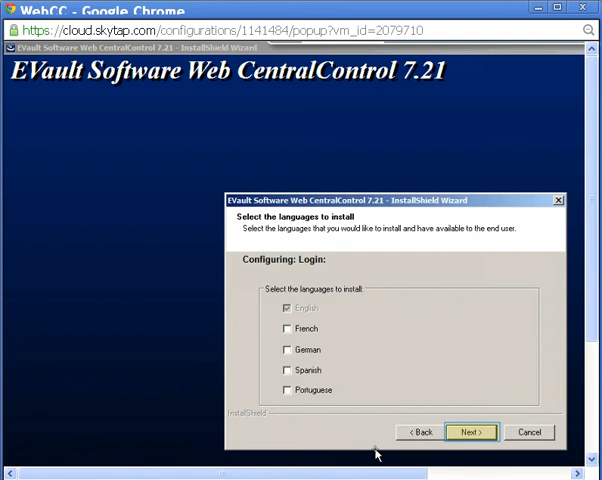 WebCC - Google Chrome
https://cloud.skytap.com/configurations/1141484/popup?vm_id=2079710
EVault Software Web CentralControl 7.21 - InstallShield Wizard
EVault Software Web CentralControl 7.21
EVault Software Web CentralControl 7.21 - InstallShield Wizard
Select the languages to install
Select the languages that you would like to install and have available to the end user.
Configuring: Login:
Select the languages to install:
English
French
German
Spanish
Portuguese
InstallShield
< Back
Next >
Cancel